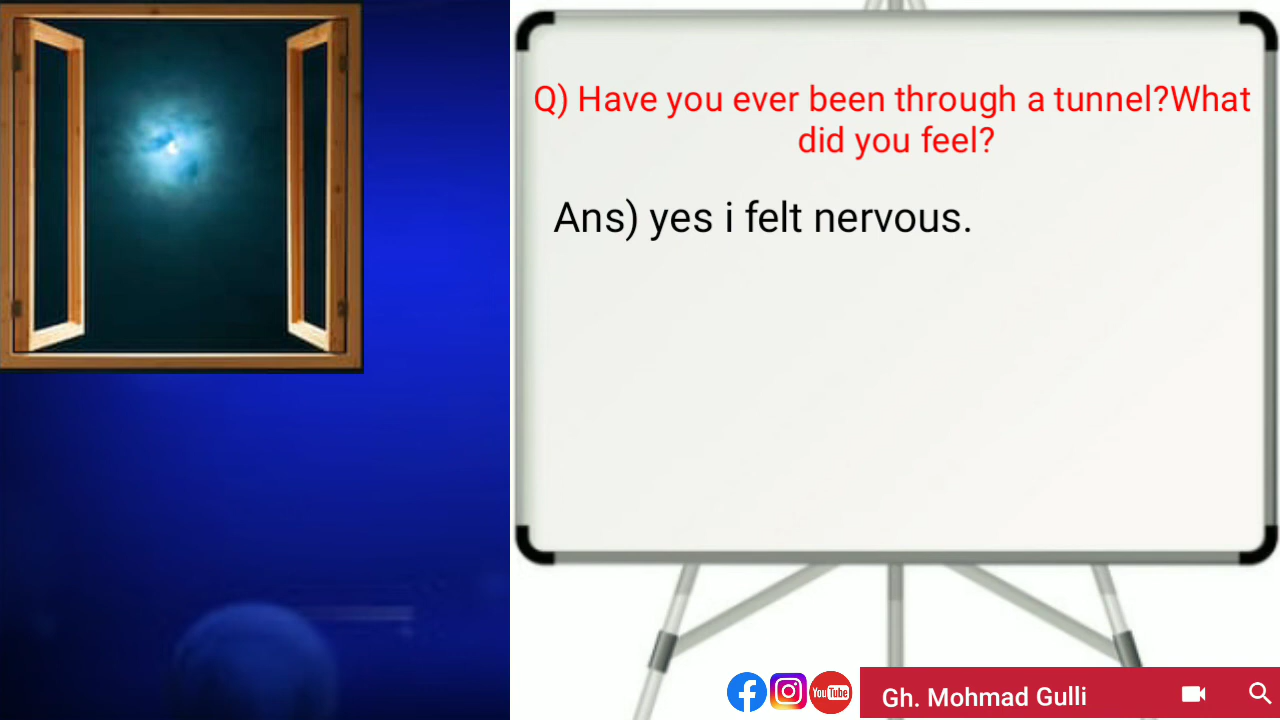 Q) Have you ever been through a tunnel?What
did you feel?
Ans) yes i felt nervous.
You Tube
Gh. Mohmad Gulli